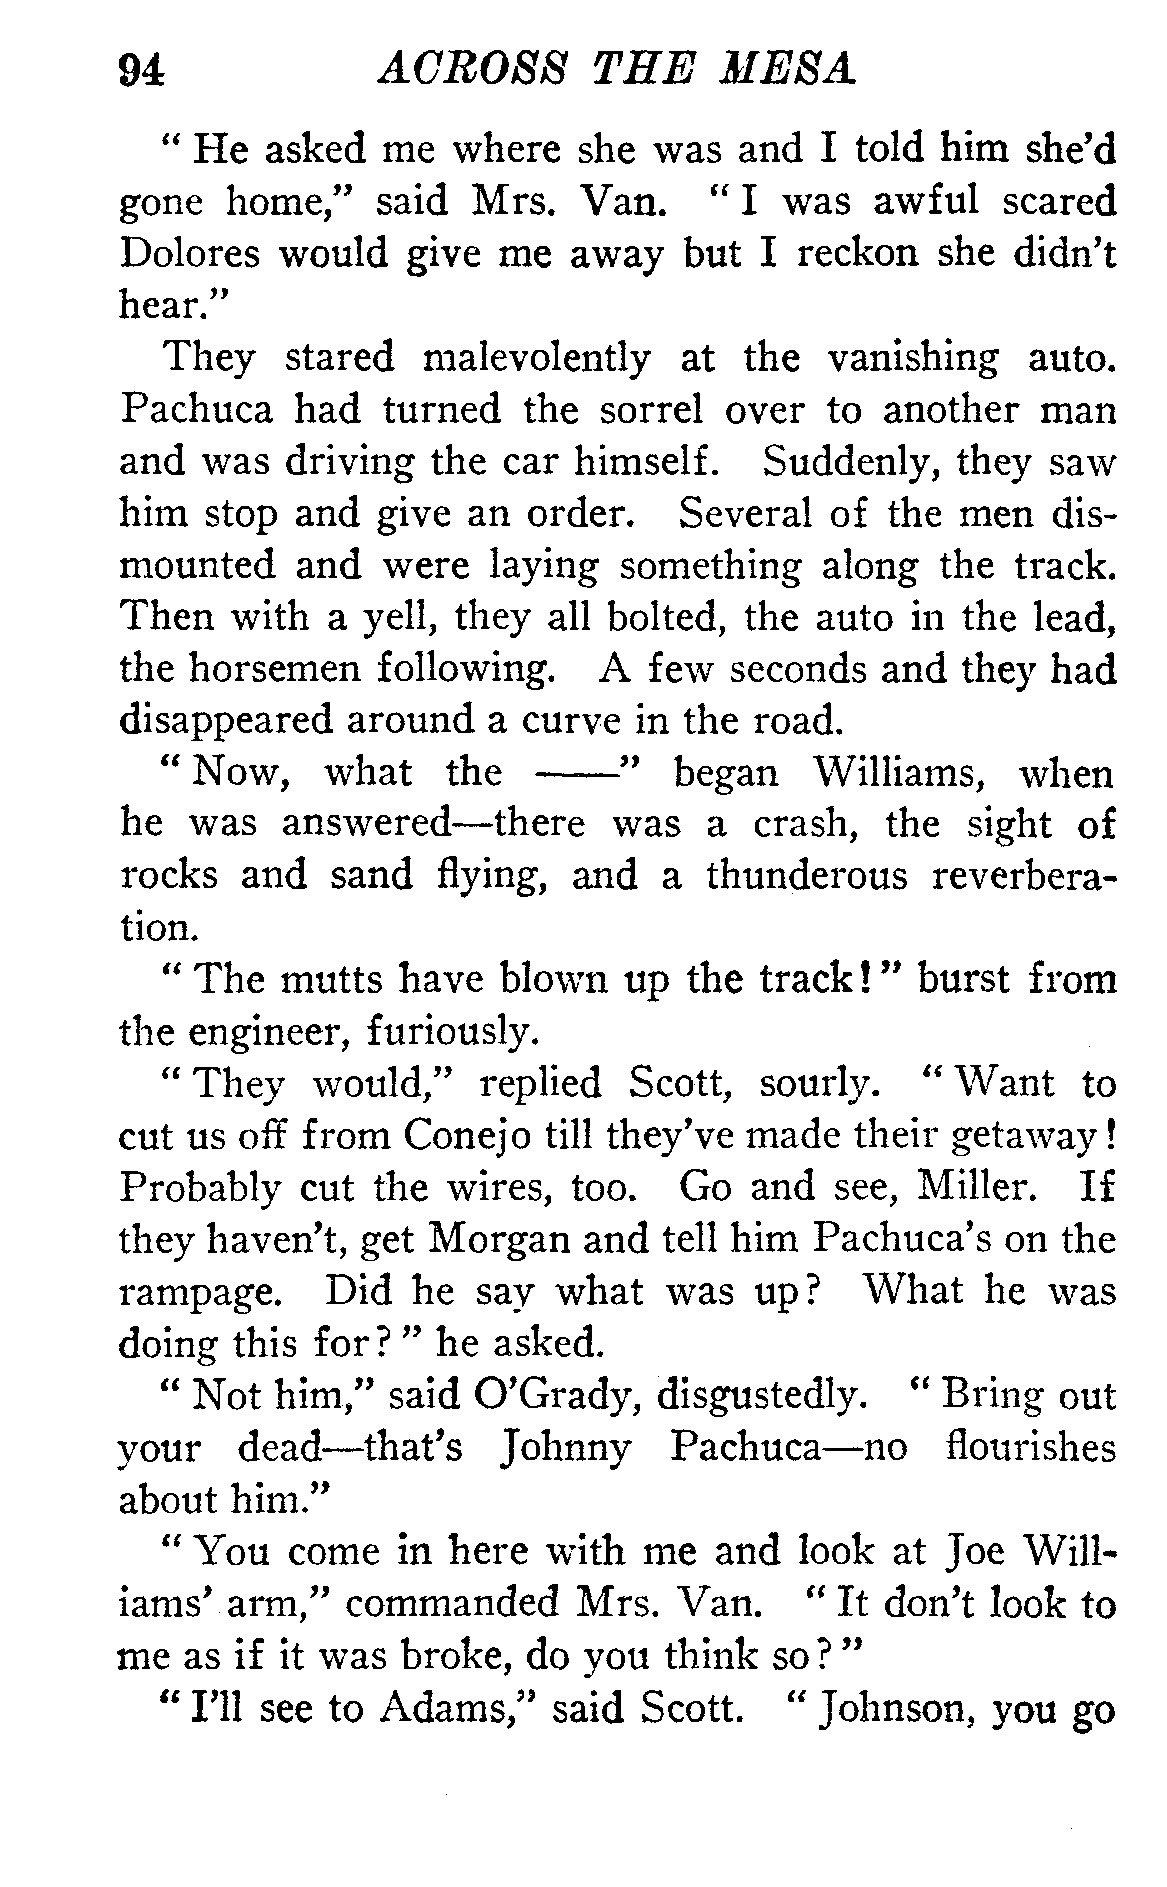 94 ACROSS THE MESA
“ He asked me where she was and I told him she’d
gone home,” said Mrs. Van. “ I was awful scared
Dolores would give me away but I reckon she didn’t
hear.”
They stared malevolently at the vanishing auto.
Pachuca had turned the sorrel over to another man
and was driving the car himself. Suddenly, they saw
him stop and give an order. Several of the men dis-
mounted and were laying something along the track.
Then with a yell, they all bolted, the auto in the lead,
the horsemen following. A few seconds and they had
disappeared around a curve in the road.
“ Now, what the ——” began Williams, when
he was answered—there was a crash, the sight of
rocks and sand flying, and a thunderous reverbera-
tion.
“ The mutts have blown up the track! ” burst from
the engineer, furiously.
“ They would,” replied Scott, sourly. “ Want to
cut us off from Conejo till they’ve made their getaway!
Probably cut the wires, too. Go and see, Miller. If
they haven’t, get Morgan and tell him Pachuca’s on the
rampage. Did he say what was up? What he was
doing this for? ” he asked.
“ Not him,” said O’Grady, disgustedly. “ Bring out
your dead—that’s Johnny Pachuca—no flourishes
about him.”
“ You come in here with me and look at Joe Will-
iams’ arm,” commanded Mrs. Van. “ It don’t look to
me as if it was broke, do you think so? ”
“ I’ll see to Adams,” said Scott. “ Johnson, you go